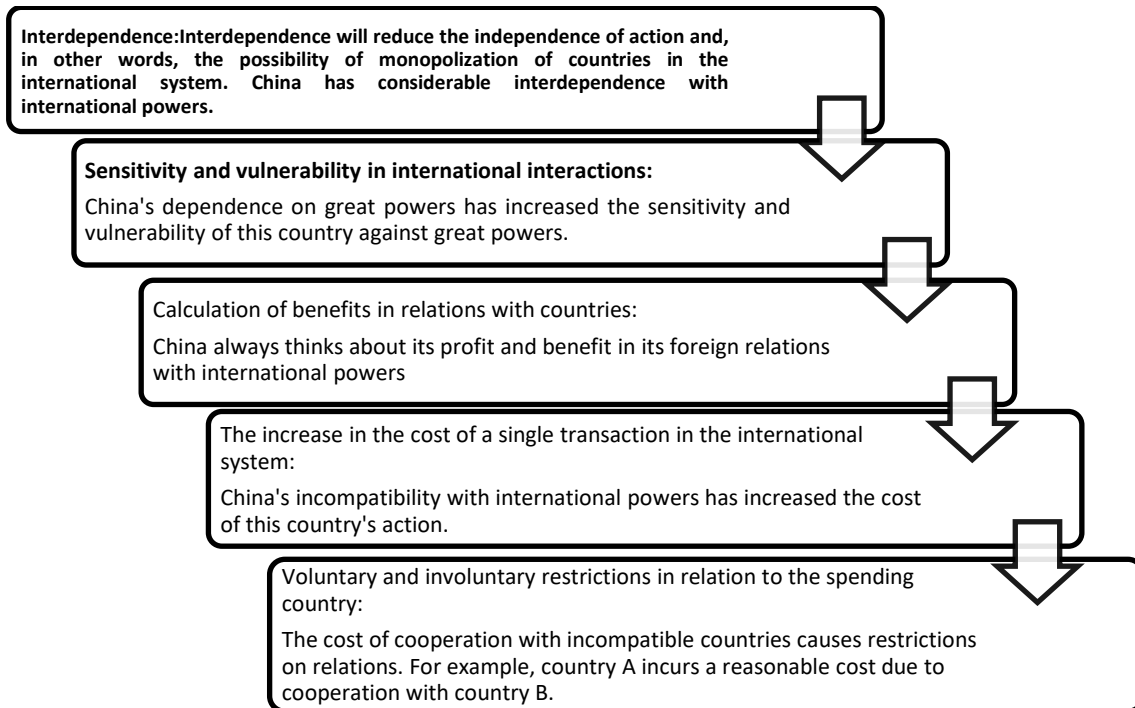 Interdependence:Interdependence will reduce the independence of action and,
in other words, the possibility of monopolization of countries in the
international system. China has considerable interdependence with
international powers.
Sensitivity and vulnerability in international interactions:
China's dependence on great powers has increased the sensitivity and
vulnerability of this country against great powers.
Calculation of benefits in relations with countries:
China always thinks about its profit and benefit in its foreign relations
with international powers
The increase in the cost of a single transaction in the international
system:
China's incompatibility with international powers has increased the cost
of this country's action.
Voluntary and involuntary restrictions in relation to the spending
country:
The cost of cooperation with incompatible countries causes restrictions
on relations. For example, country A incurs a reasonable cost due to
cooperation with country B.